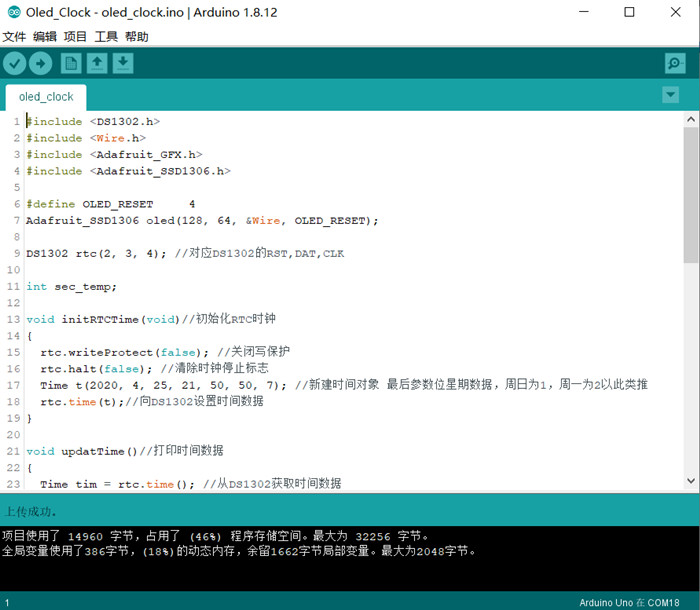 Oled_Clock - oled_clock.ino | Arduino 1.8.12
文件 编辑 项目 工具 帮助
oled_clock
1 #include <DS1302.h>
2 #include <Wire.h>
3 #include <Adafruit_GFX.h>
4 #include <Adafruit_SSD1306.h>
5
6 #define OLED_RESET     4
7 Adafruit_SSD1306 oled(128, 64, &Wire, OLED_RESET);
8
9 DS1302 rtc(2, 3, 4); //对应DS1302的RST,DAT,CLK
10
11 int sec_temp;
12
13 void initRTCTime(void)//初始化RTC时钟
14 {
15   rtc.writeProtect(false); //关闭写保护
16   rtc.halt(false); //清除时钟停止标志
17   Time t(2020, 4, 25, 21, 50, 50, 7); //新建时间对象 最后参数位星期数据，周日为1，周一为2以此类推
18   rtc.time(t);//向DS1302设置时间数据
19 }
20
21 void updatTime()//打印时间数据
22 {
23   Time tim = rtc.time(); //从DS1302获取时间数据
上传成功。
项目使用了 14960 字节，占用了 (46%) 程序存储空间。最大为 32256 字节。
全局变量使用了386字节，(18%)的动态内存，余留1662字节局部变量。最大为2048字节。
1 Arduino Uno 在 COM18